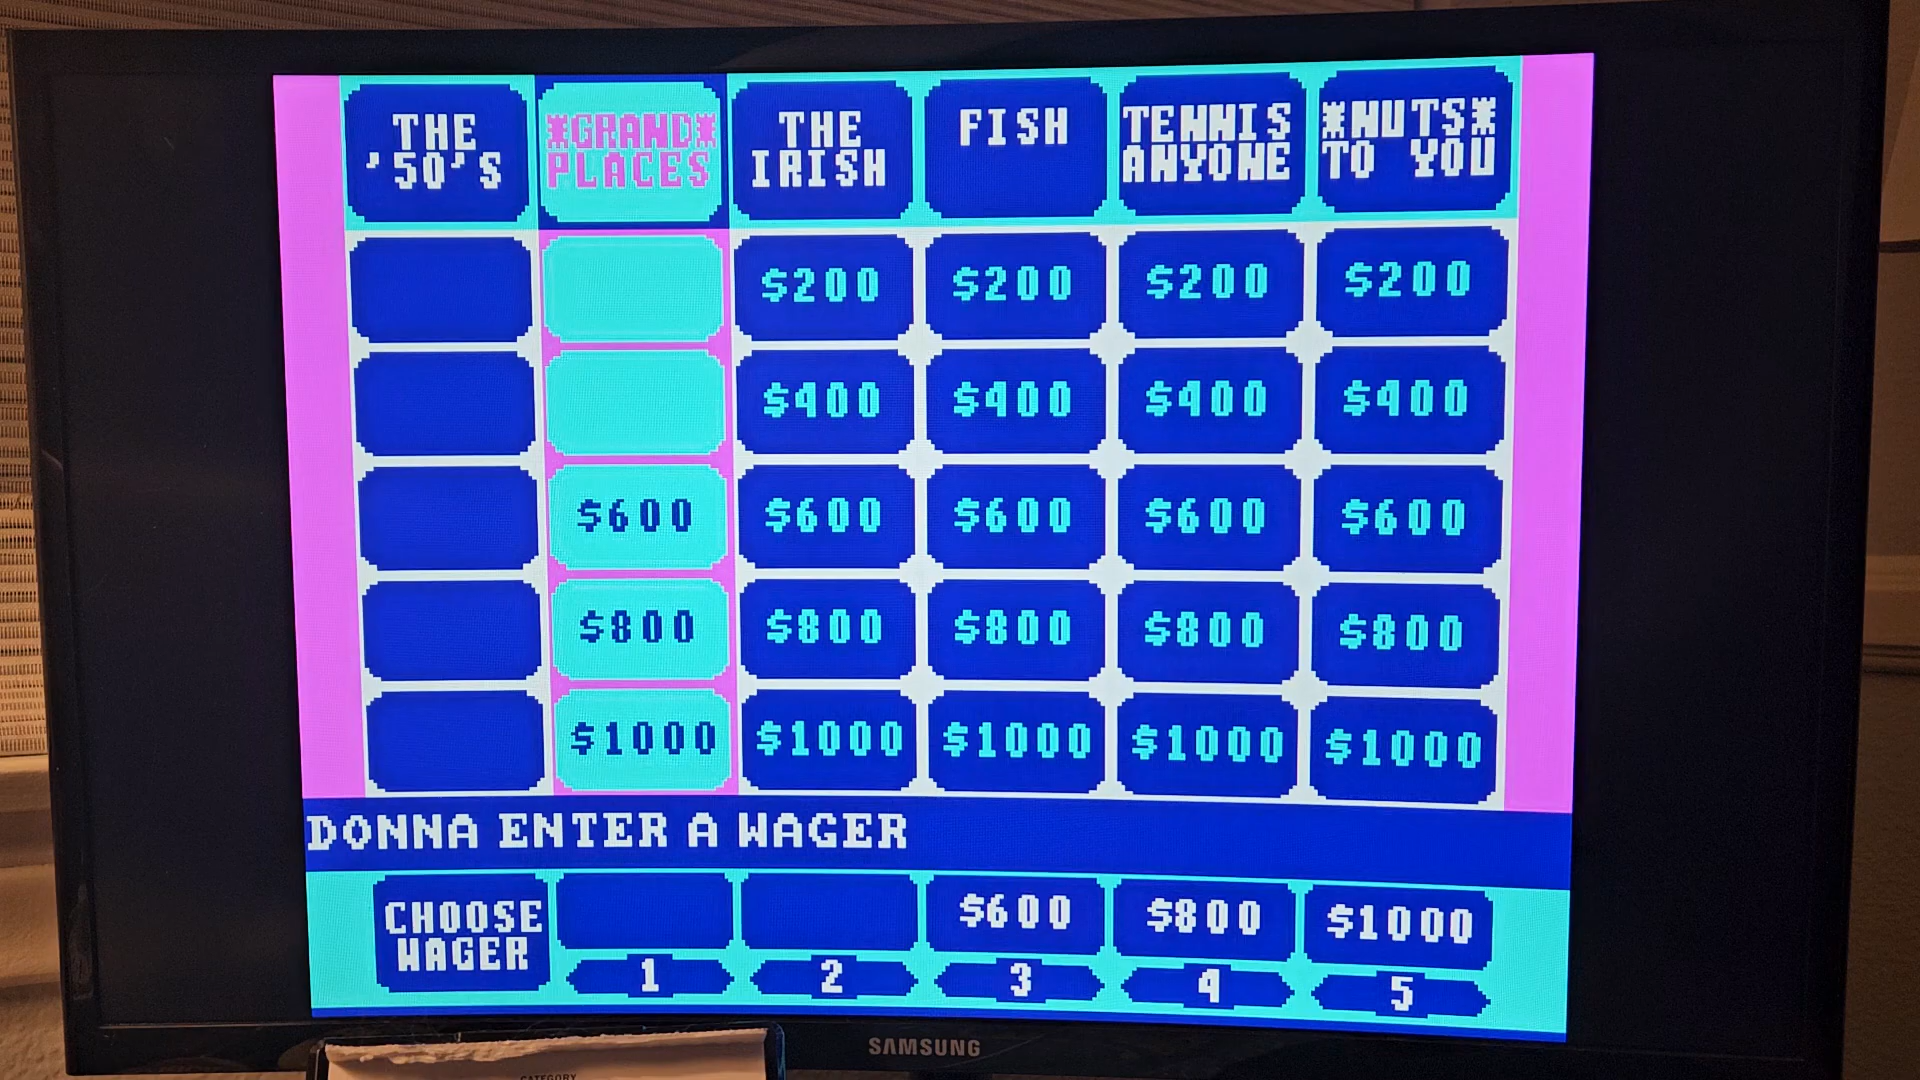 THE
'50'S
*GRAND*
PLACES
THE
IRISH
FISH
TENNIS
ANYONE
*NUTS*
TO YOU
$200 $200 $200 $200
$400 $400 $400 $400
$600 $600 $600 $600 $600
$800 $800 $800 $800 $800
$1000 $1000 $1000 $1000 $1000
DONNA ENTER A WAGER
CHOOSE
WAGER
$600 $800 $1000
1 2 3 4 5
SAMSUNG
CATEGORY